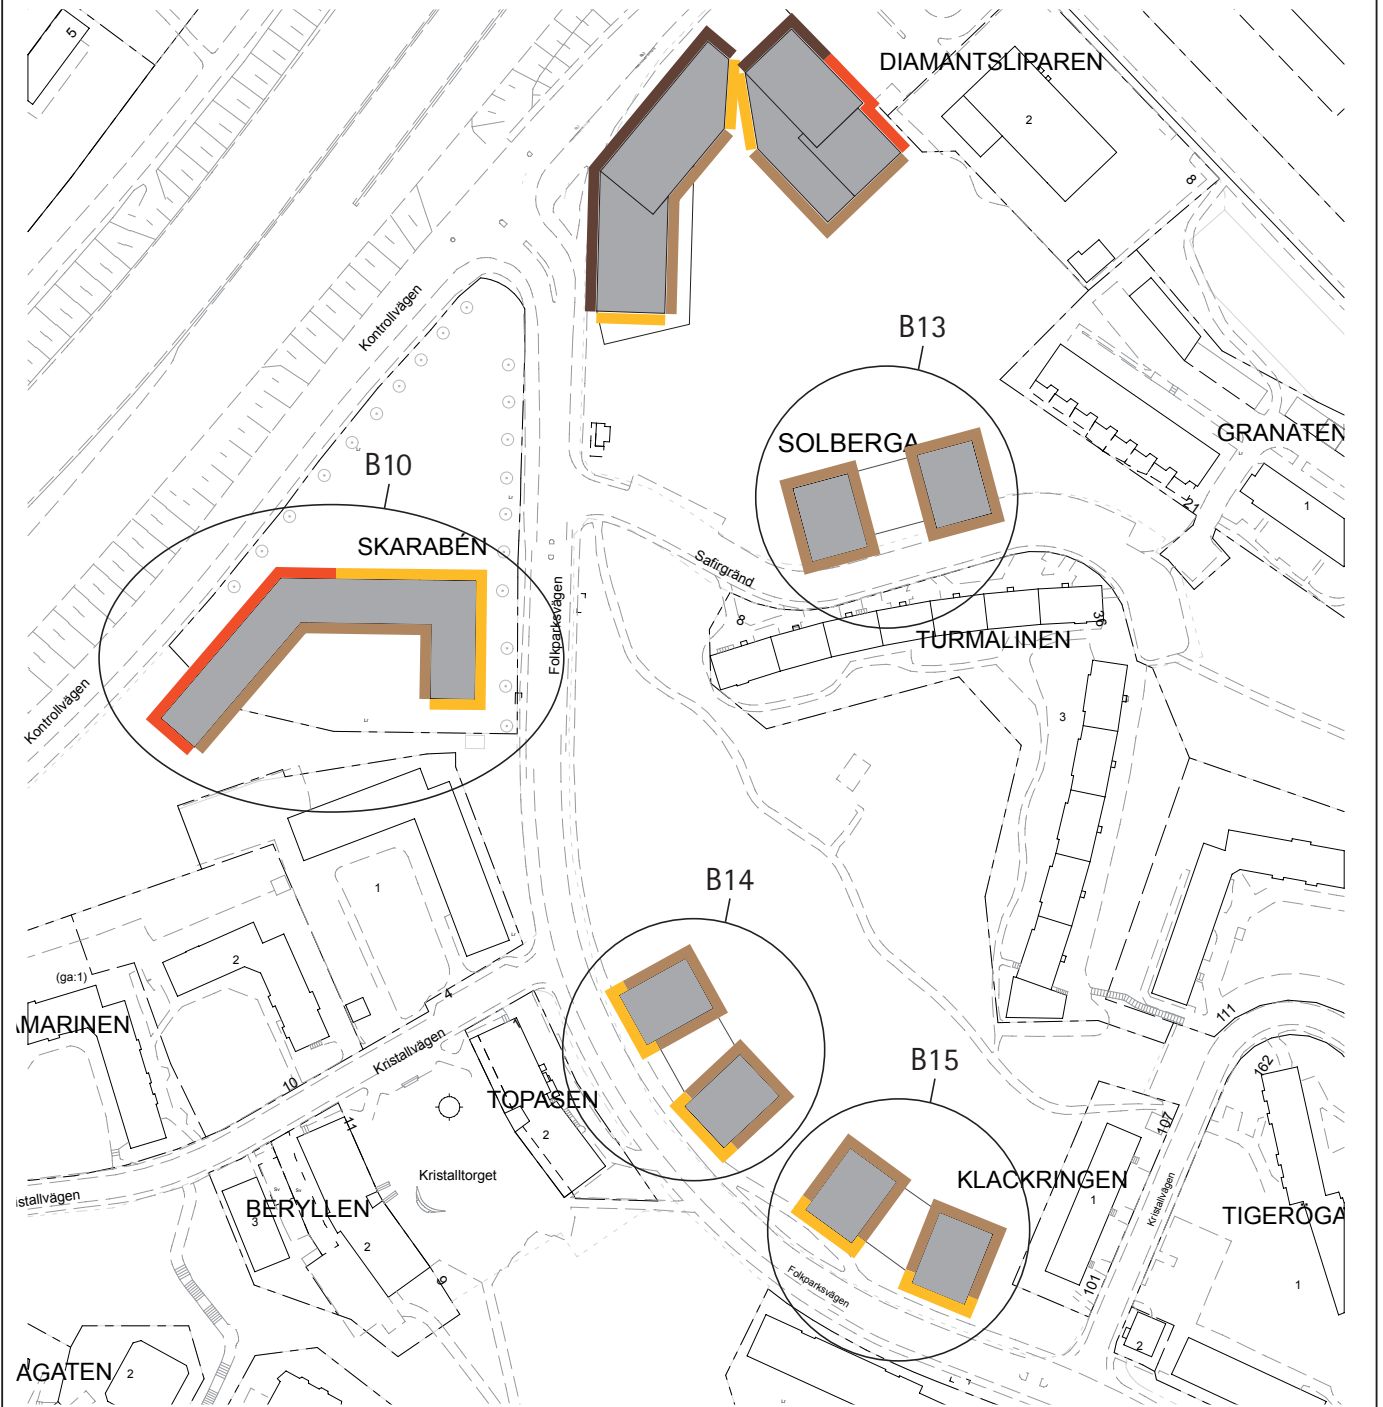 5
DIAMANTSLIPAREN
2
8
Kontrollvägen
B13
SOLBERGA
GRANATEN
B10
21
1
SKARABÉN
Safirgränd
Folkparksvägen
8
36
TURMALINEN
Kontrollvägen
3
B14
1
2
(ga:1)
4
111
AMARINEN
Kristallvägen
B15
162
10
TOPASEN
11
2
107
Kristalltorget
KLACKRINGEN
1
istallvägen
BERYLLEN
3
Kristallvägen
TIGERÖGA
2
9
Folkparksvägen
101
1
2
AGATEN
2